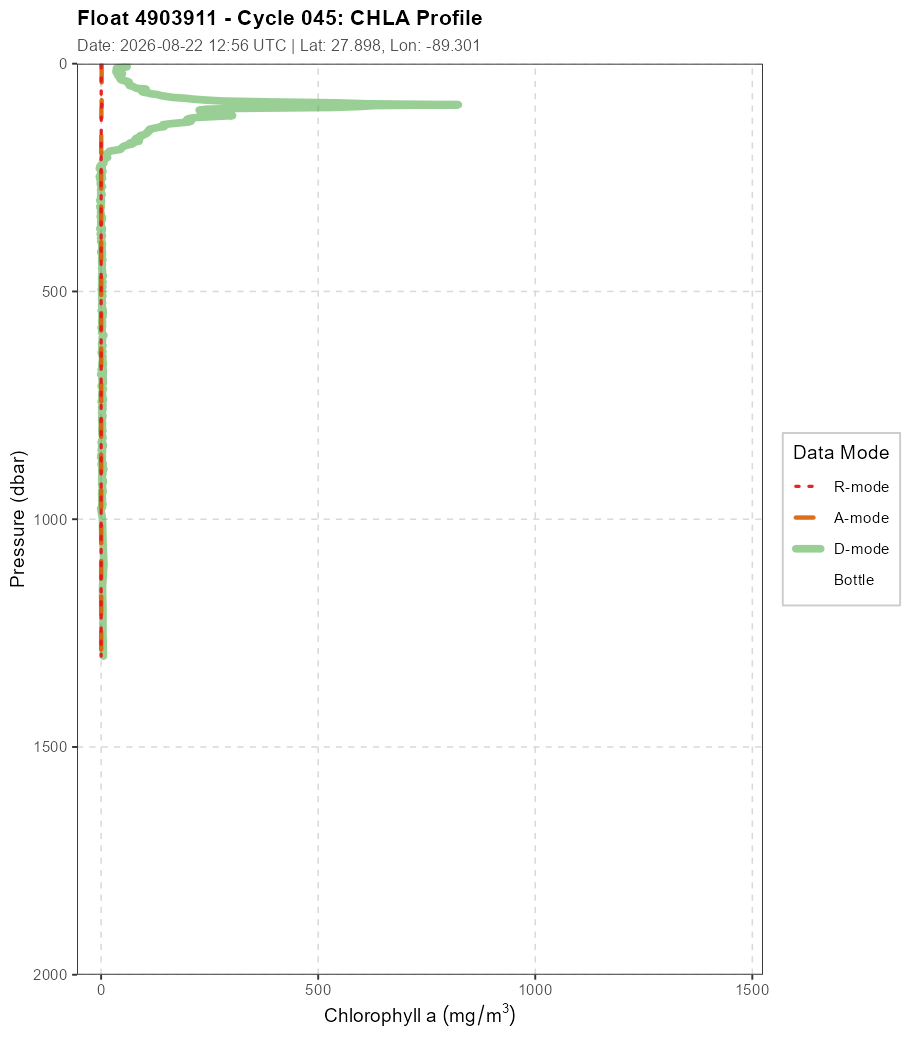 Float 4903911 - Cycle 045: CHLA Profile
Date: 2026-08-22 12:56 UTC | Lat: 27.898, Lon: -89.301
0
500
1000
1500
2000
Pressure (dbar)
0
500
1000
1500
Chlorophyll a (mg/m³)
Data Mode
R-mode
A-mode
D-mode
Bottle